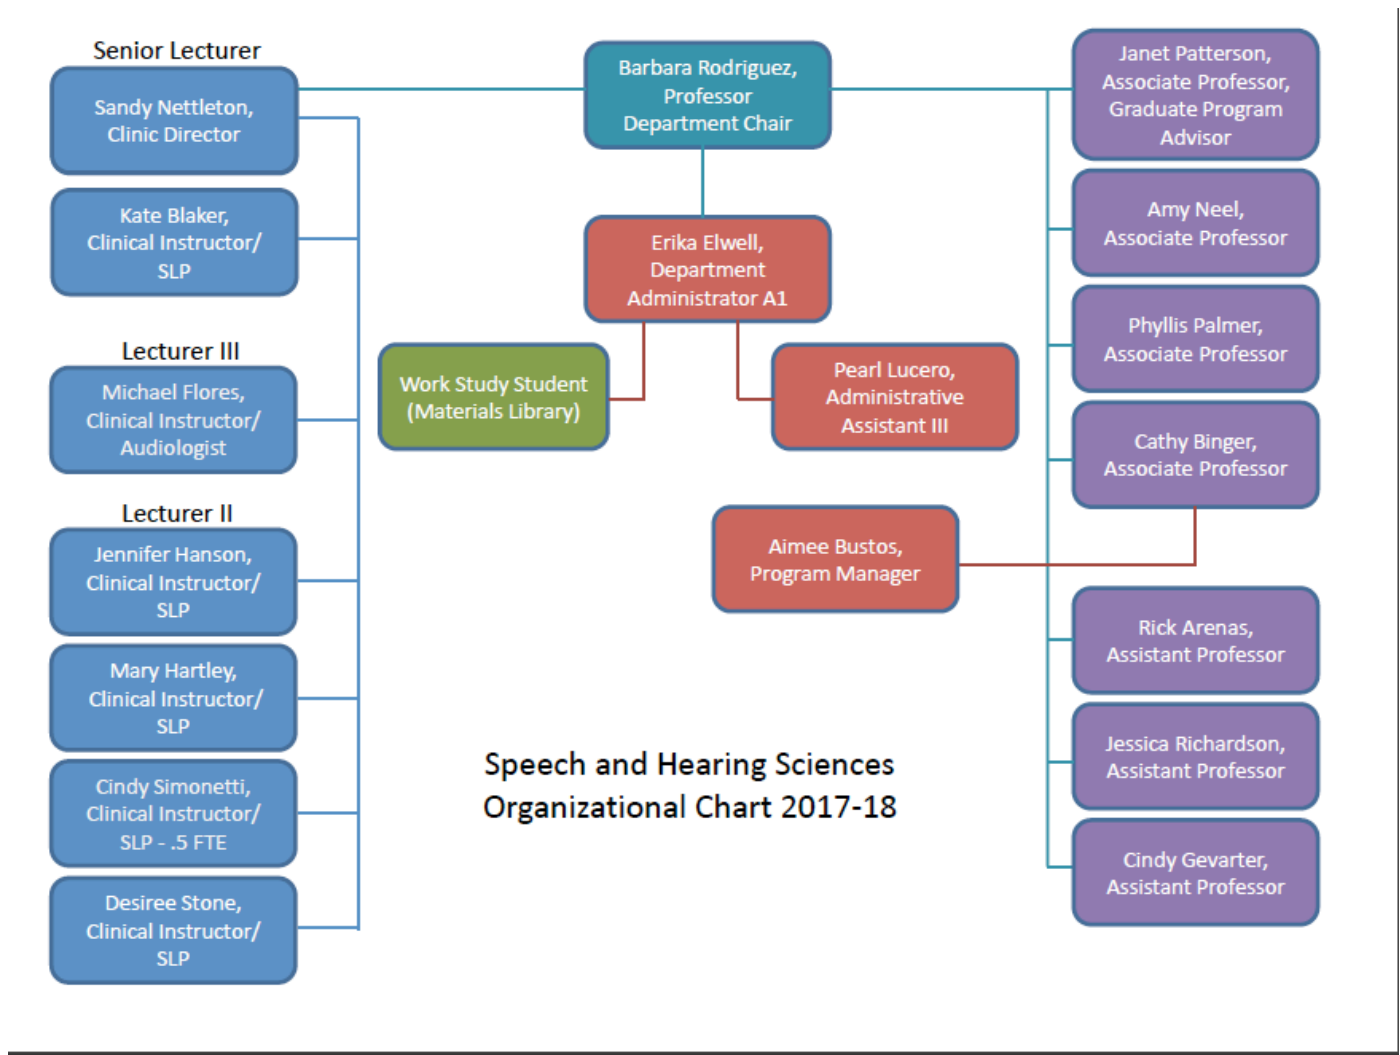 Senior Lecturer
Sandy Nettleton,
Clinic Director
Kate Blaker,
Clinical Instructor/
SLP
Lecturer III
Michael Flores,
Clinical Instructor/
Audiologist
Lecturer II
Jennifer Hanson,
Clinical Instructor/
SLP
Mary Hartley,
Clinical Instructor/
SLP
Cindy Simonetti,
Clinical Instructor/
SLP - .5 FTE
Desiree Stone,
Clinical Instructor/
SLP
Barbara Rodriguez,
Professor
Department Chair
Erika Elwell,
Department
Administrator A1
Work Study Student
(Materials Library)
Pearl Lucero,
Administrative
Assistant III
Aimee Bustos,
Program Manager
Speech and Hearing Sciences
Organizational Chart 2017-18
Janet Patterson,
Associate Professor,
Graduate Program
Advisor
Amy Neel,
Associate Professor
Phyllis Palmer,
Associate Professor
Cathy Binger,
Associate Professor
Rick Arenas,
Assistant Professor
Jessica Richardson,
Assistant Professor
Cindy Gevarter,
Assistant Professor